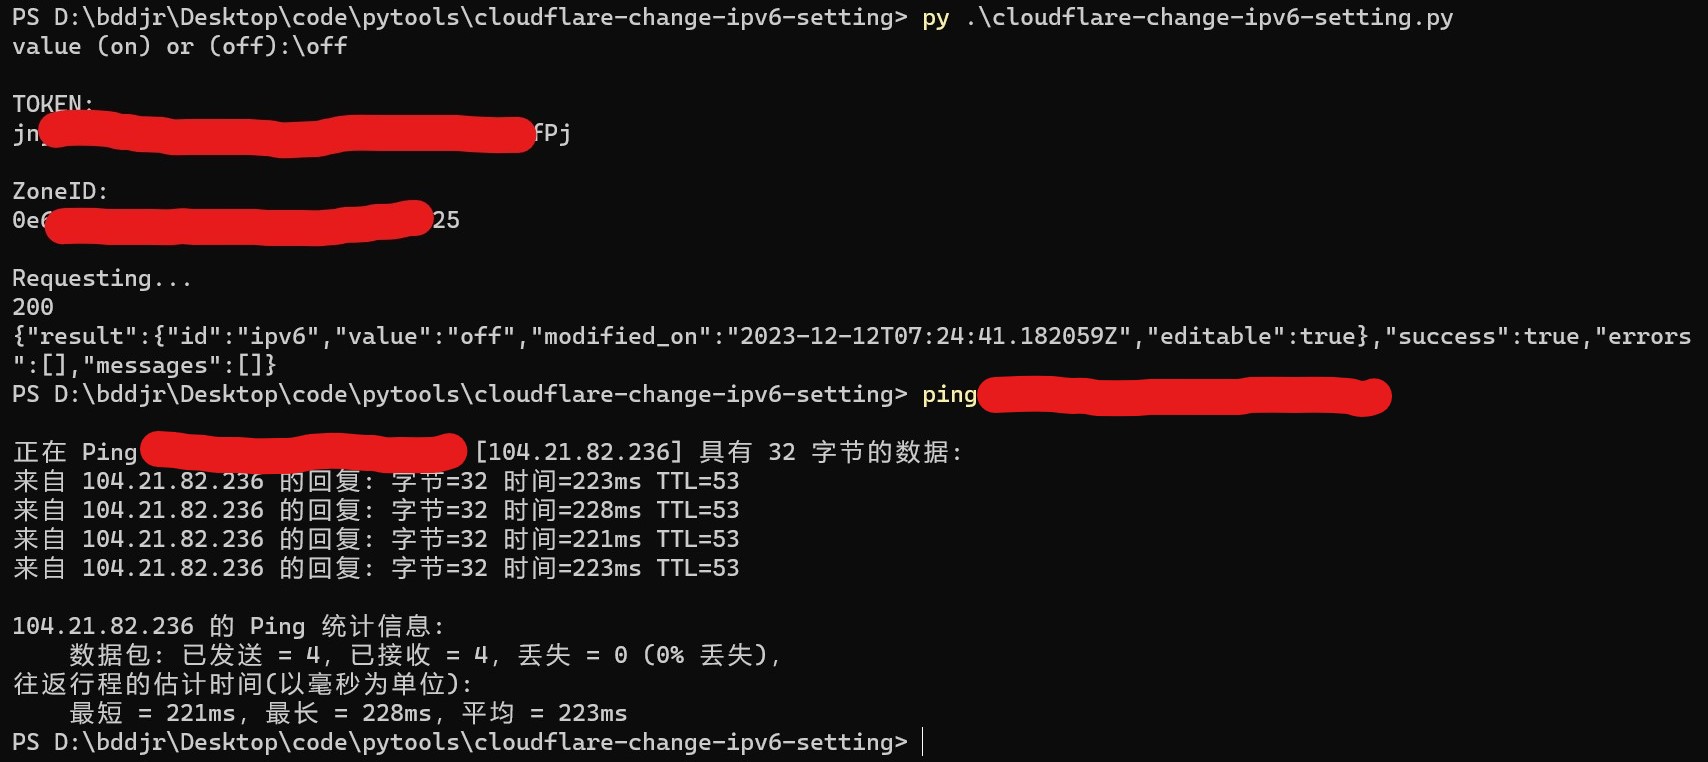 PS D:\bddjr\Desktop\code\pytools\cloudflare-change-ipv6-setting> py .\cloudflare-change-ipv6-setting.py
value (on) or (off):\off
TOKEN:
jn fPj
ZoneID:
0e6 25
Requesting...
200
{"result":{"id":"ipv6","value":"off","modified_on":"2023-12-12T07:24:41.182059Z","editable":true},"success":true,"errors
":[],"messages":[]}
PS D:\bddjr\Desktop\code\pytools\cloudflare-change-ipv6-setting> ping
正在 Ping [104.21.82.236] 具有 32 字节的数据:
来自 104.21.82.236 的回复: 字节=32 时间=223ms TTL=53
来自 104.21.82.236 的回复: 字节=32 时间=228ms TTL=53
来自 104.21.82.236 的回复: 字节=32 时间=221ms TTL=53
来自 104.21.82.236 的回复: 字节=32 时间=223ms TTL=53
104.21.82.236 的 Ping 统计信息:
数据包: 已发送 = 4, 已接收 = 4, 丢失 = 0 (0% 丢失),
往返行程的估计时间(以毫秒为单位):
最短 = 221ms, 最长 = 228ms, 平均 = 223ms
PS D:\bddjr\Desktop\code\pytools\cloudflare-change-ipv6-setting>